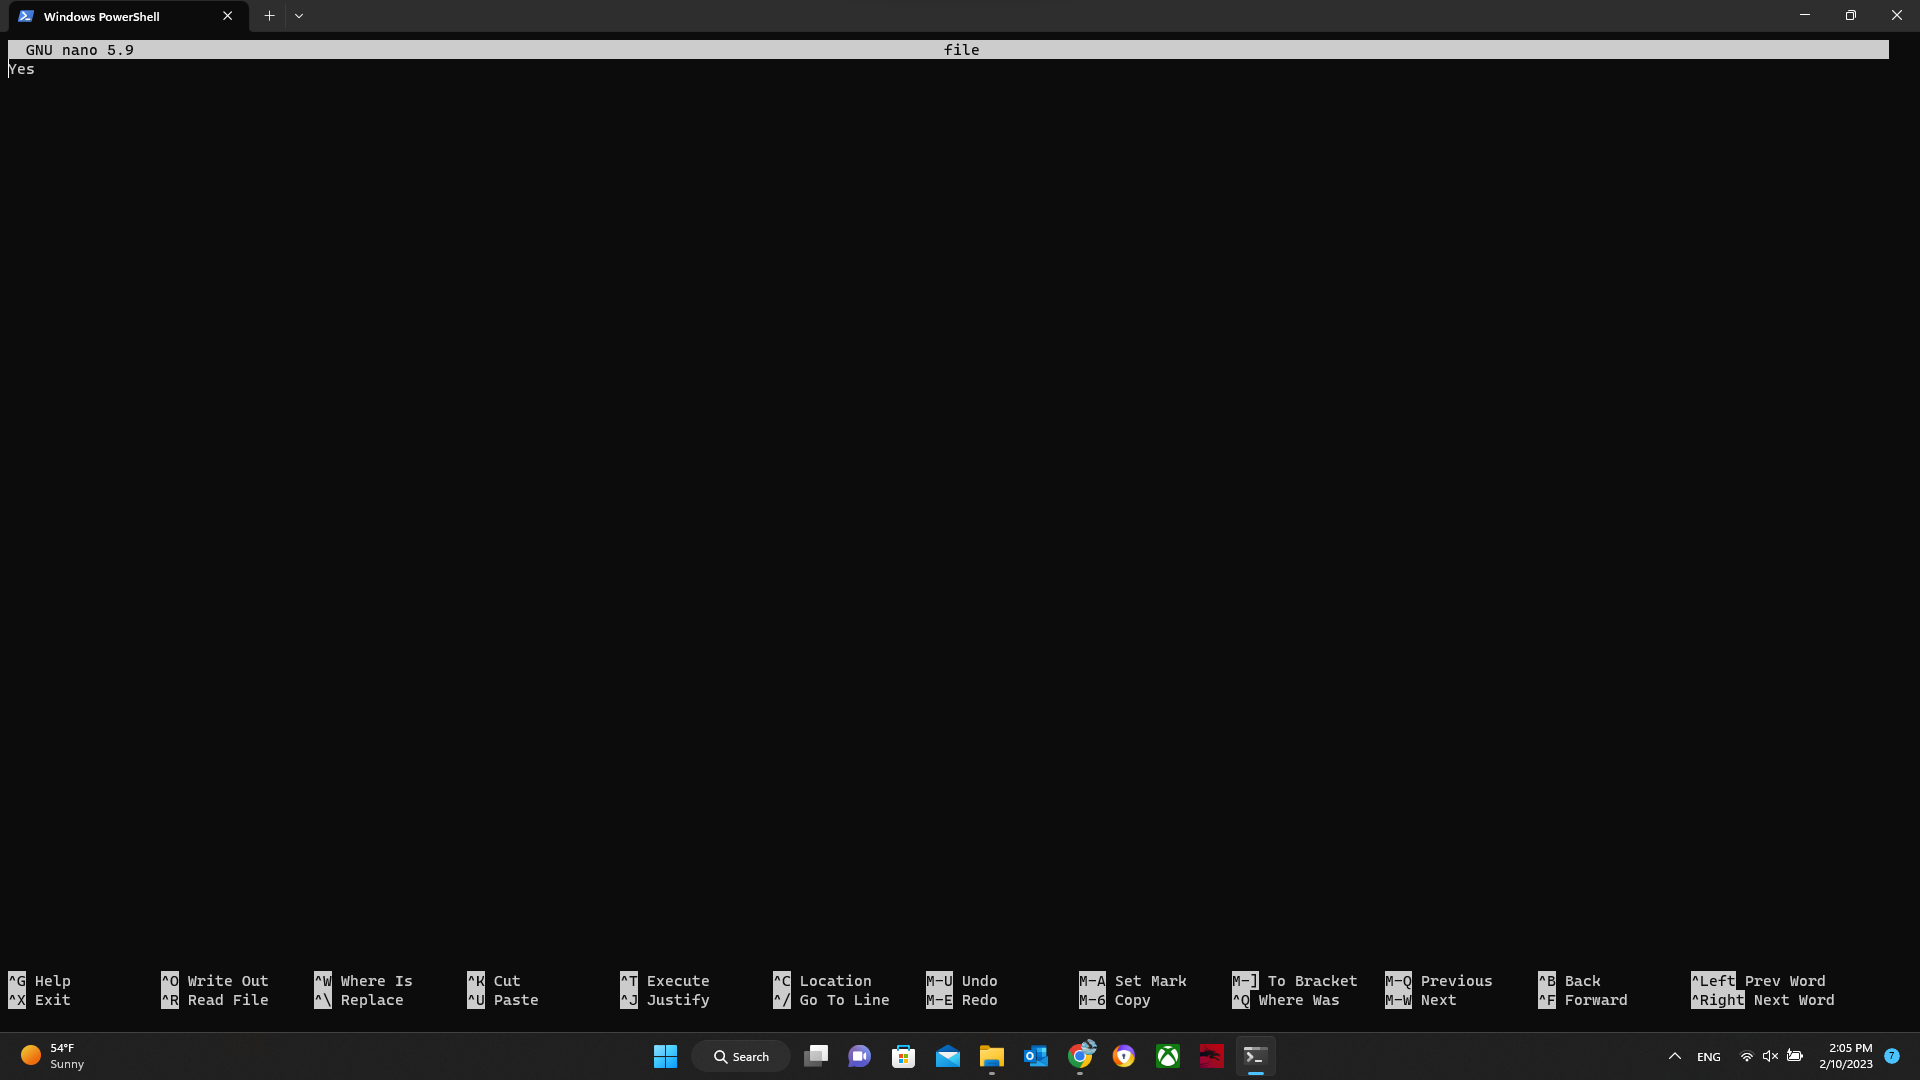 Windows PowerShell
GNU nano 5.9 file
Yes
^G Help ^O Write Out ^W Where Is ^K Cut ^T Execute ^C Location M-U Undo M-A Set Mark M-] To Bracket M-Q Previous ^B Back ^Left Prev Word
^X Exit ^R Read File ^\ Replace ^U Paste ^J Justify ^/ Go To Line M-E Redo M-6 Copy ^Q Where Was M-W Next ^F Forward ^Right Next Word
54°F
Sunny
Search
ENG
2:05 PM
2/10/2023
7